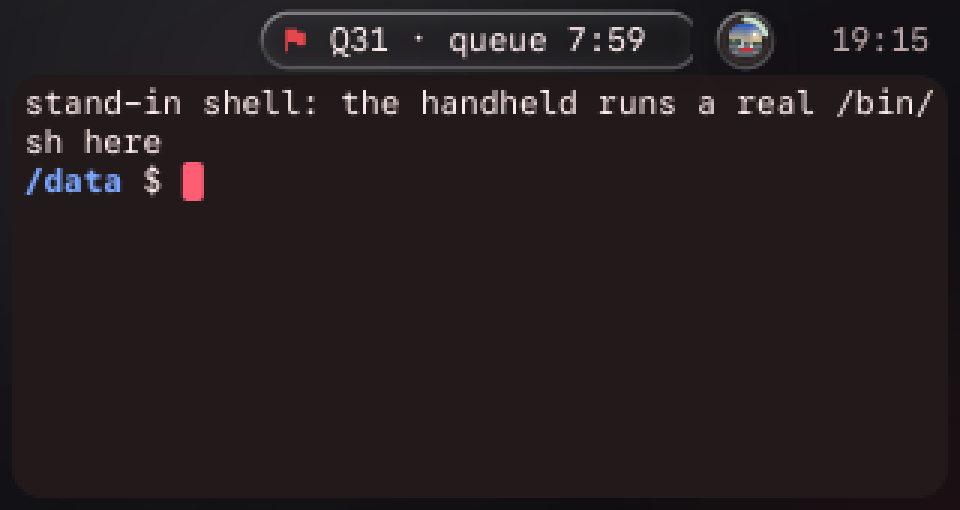 Q31 · queue 7:59
19:15
stand-in shell: the handheld runs a real /bin/
sh here
/data $